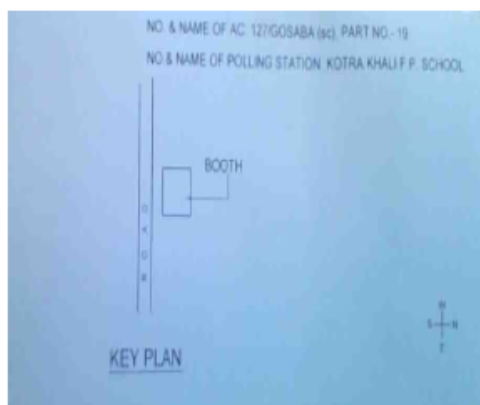 NO. & NAME OF AC. 127/GOSABA (sc), PART NO.- 19
NO.& NAME OF POLLING STATION. KOTRA KHALI F.P. SCHOOL
BOOTH
ROAD
W
S N
E
KEY PLAN